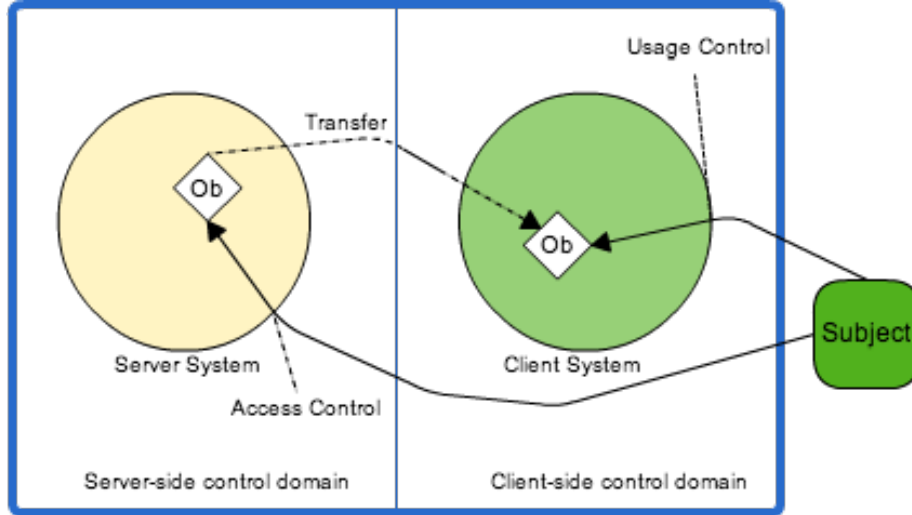 Usage Control
Transfer
Ob
Ob
Subject
Server System
Client System
Access Control
Server-side control domain
Client-side control domain